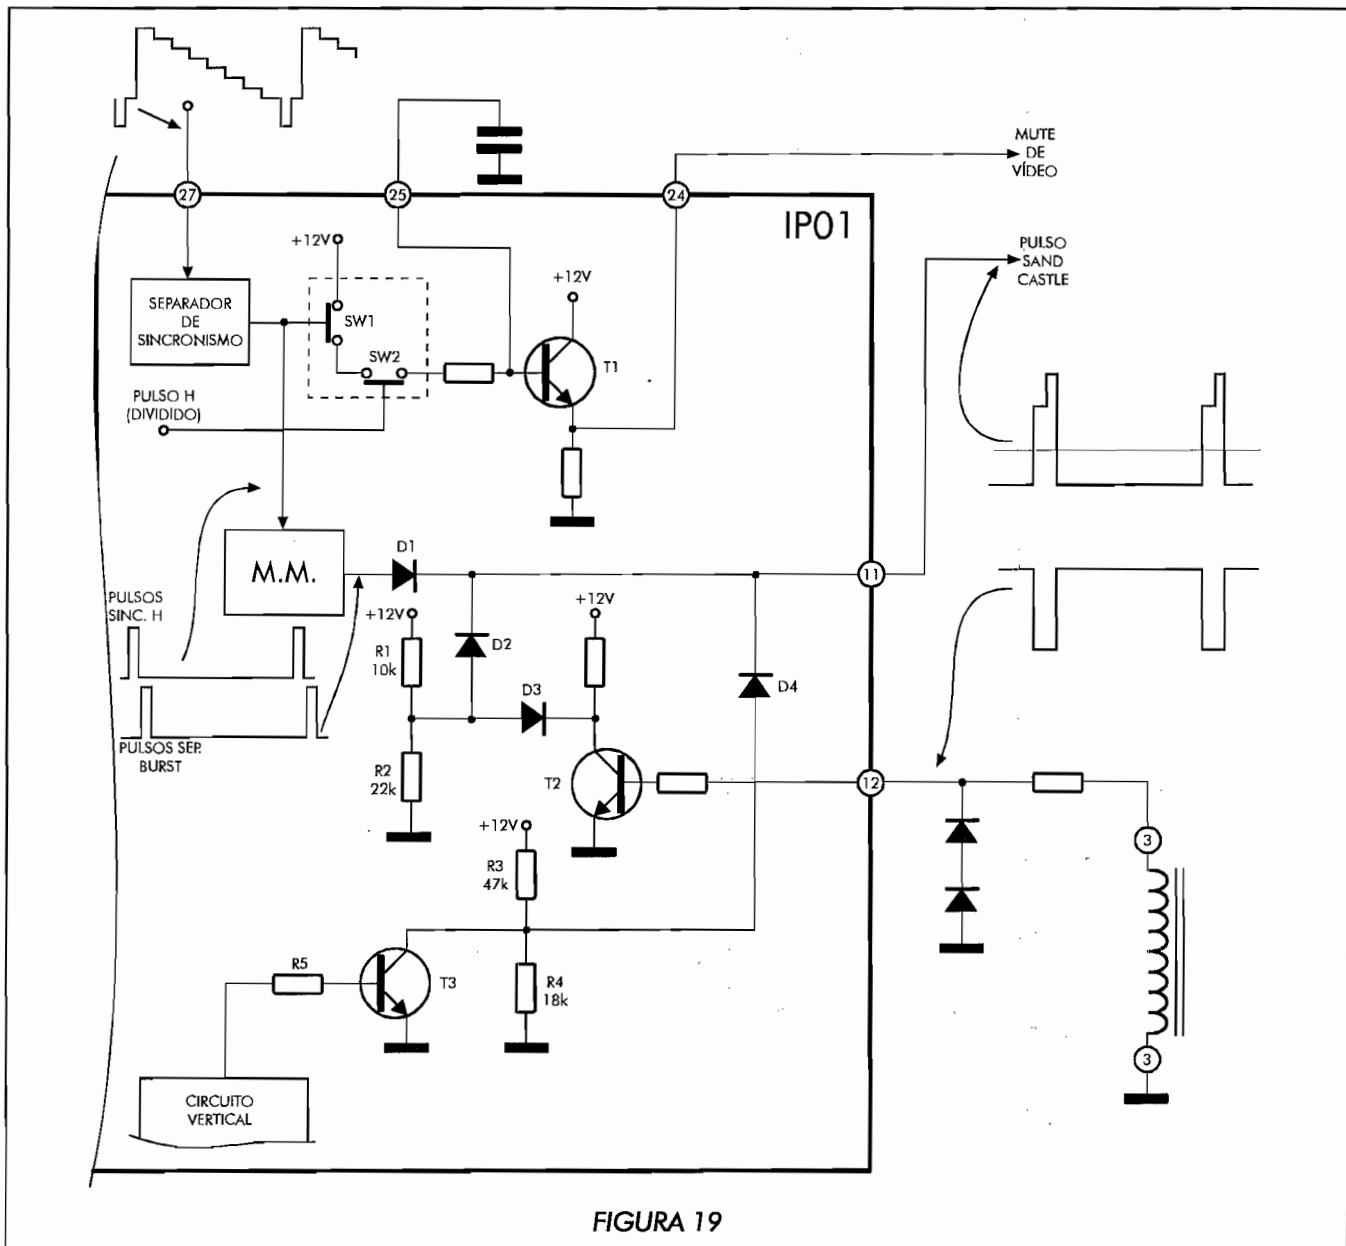 MUTE
DE
VÍDEO
27
25
24
IP01
+12V
PULSO
SAND
CASTLE
+12V
SEPARADOR
DE
SINCRONISMO
SW1
SW2
T1
PULSO H
(DIVIDIDO)
M.M.
D1
11
PULSOS
SINC. H
+12V
+12V
R1
10k
D2
D3
D4
PULSOS SEP.
BURST
R2
22k
T2
12
+12V
3
R3
47k
R5
T3
R4
18k
3
CIRCUITO
VERTICAL
FIGURA 19